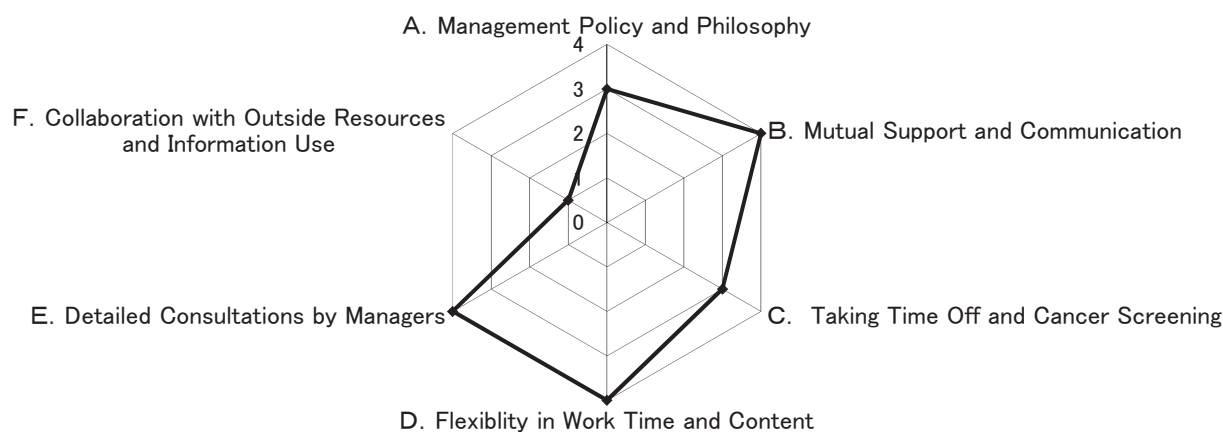 A. Management Policy and Philosophy
4
3
2
1
0
F. Collaboration with Outside Resources
and Information Use
B. Mutual Support and Communication
E. Detailed Consultations by Managers
C. Taking Time Off and Cancer Screening
D. Flexiblity in Work Time and Content